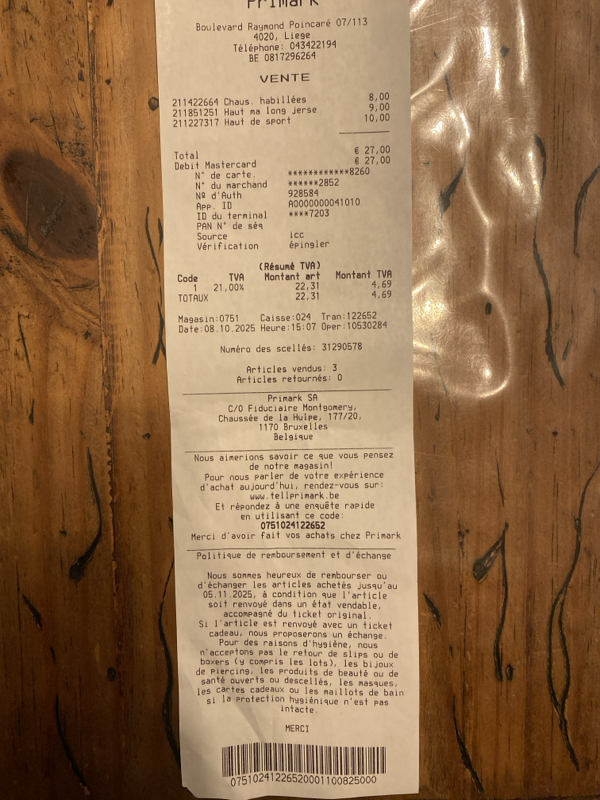 Primark
Boulevard Raymond Poincaré 07/113
4020, Liege
Téléphone: 043422194
BE 0817296264
VENTE
211422664 Chaus. habillées 8,00
211851251 Haut ma long jerse 9,00
211227317 Haut de sport 10,00
Total € 27,00
Debit Mastercard € 27,00
N° de carte. ************8260
N° du marchand ******2852
Nº d'Auth 928584
App. ID A0000000041010
ID du terminal ****7203
PAN N° de séq
Source icc
Vérification épingler
(Résumé TVA)
Code TVA Montant art Montant TVA
1 21,00% 22,31 4,69
TOTAUX 22,31 4,69
Magasin:0751 Caisse:024 Tran:122652
Date:08.10.2025 Heure:15:07 Oper:10530284
Numéro des scellés: 31290578
Articles vendus: 3
Articles retournés: 0
Primark SA
C/O Fiduciaire Montgomery,
Chaussée de la Hulpe, 177/20,
1170 Bruxelles
Belgique
Nous aimerions savoir ce que vous pensez
de notre magasin!
Pour nous parler de votre expérience
d'achat aujourd'hui, rendez-vous sur:
www.tellprimark.be
Et répondez à une enquête rapide
en utilisant ce code:
0751024122652
Merci d'avoir fait vos achats chez Primark
Politique de remboursement et d'échange
Nous sommes heureux de rembourser ou
d'échanger les articles achetés jusqu'au
05.11.2025, à condition que l'article
soit renvoyé dans un état vendable,
accompagné du ticket original.
Si l'article est renvoyé avec un ticket
cadeau, nous proposerons un échange.
Pour des raisons d'hygiène, nous
n'acceptons pas le retour de slips ou de
boxers (y compris les lots), les bijoux
de piercing, les produits de beauté ou de
santé ouverts ou descellés, les masques,
les cartes cadeaux ou les maillots de bain
si la protection hygiénique n'est pas
intacte.
MERCI
07510241226520001100825000